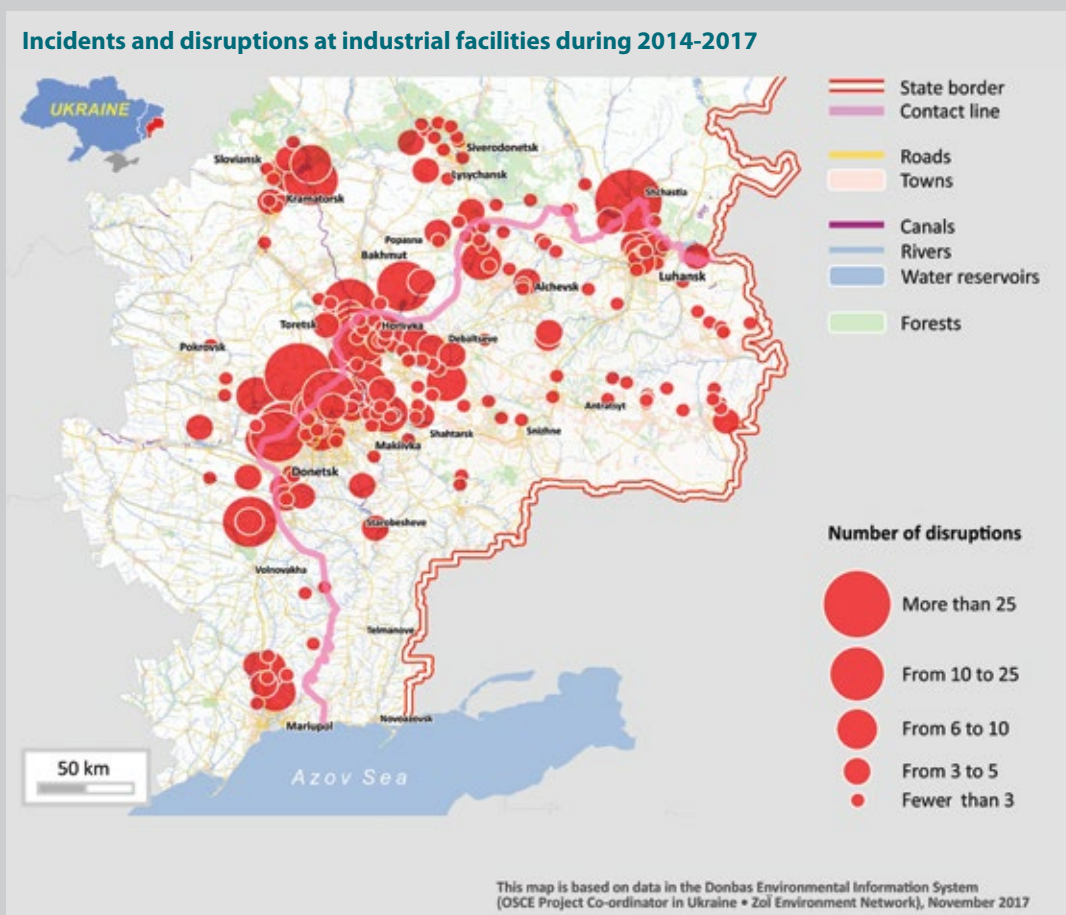 Incidents and disruptions at industrial facilities during 2014-2017
UKRAINE
State border
Contact line
Roads
Towns
Canals
Rivers
Water reservoirs
Forests
Sloviansk
Siverodonetsk
Lysychansk
Kramatorsk
Shchastia
Popasna
Bakhmut
Luhansk
Alchevsk
Toretsk
Horlivka
Debaltseve
Pokrovsk
Antratsyt
Shahtarsk
Snizhne
Makiivka
Donetsk
Starobesheve
Volnovakha
Telmanove
Novoazovsk
Mariupol
Azov Sea
50 km
Number of disruptions
More than 25
From 10 to 25
From 6 to 10
From 3 to 5
Fewer than 3
This map is based on data in the Donbas Environmental Information System
(OSCE Project Co-ordinator in Ukraine • Zoï Environment Network), November 2017